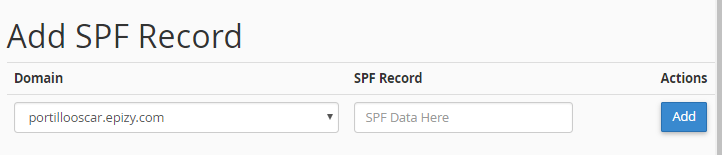 Add SPF Record
Domain SPF Record Actions
portillooscar.epizy.com SPF Data Here Add